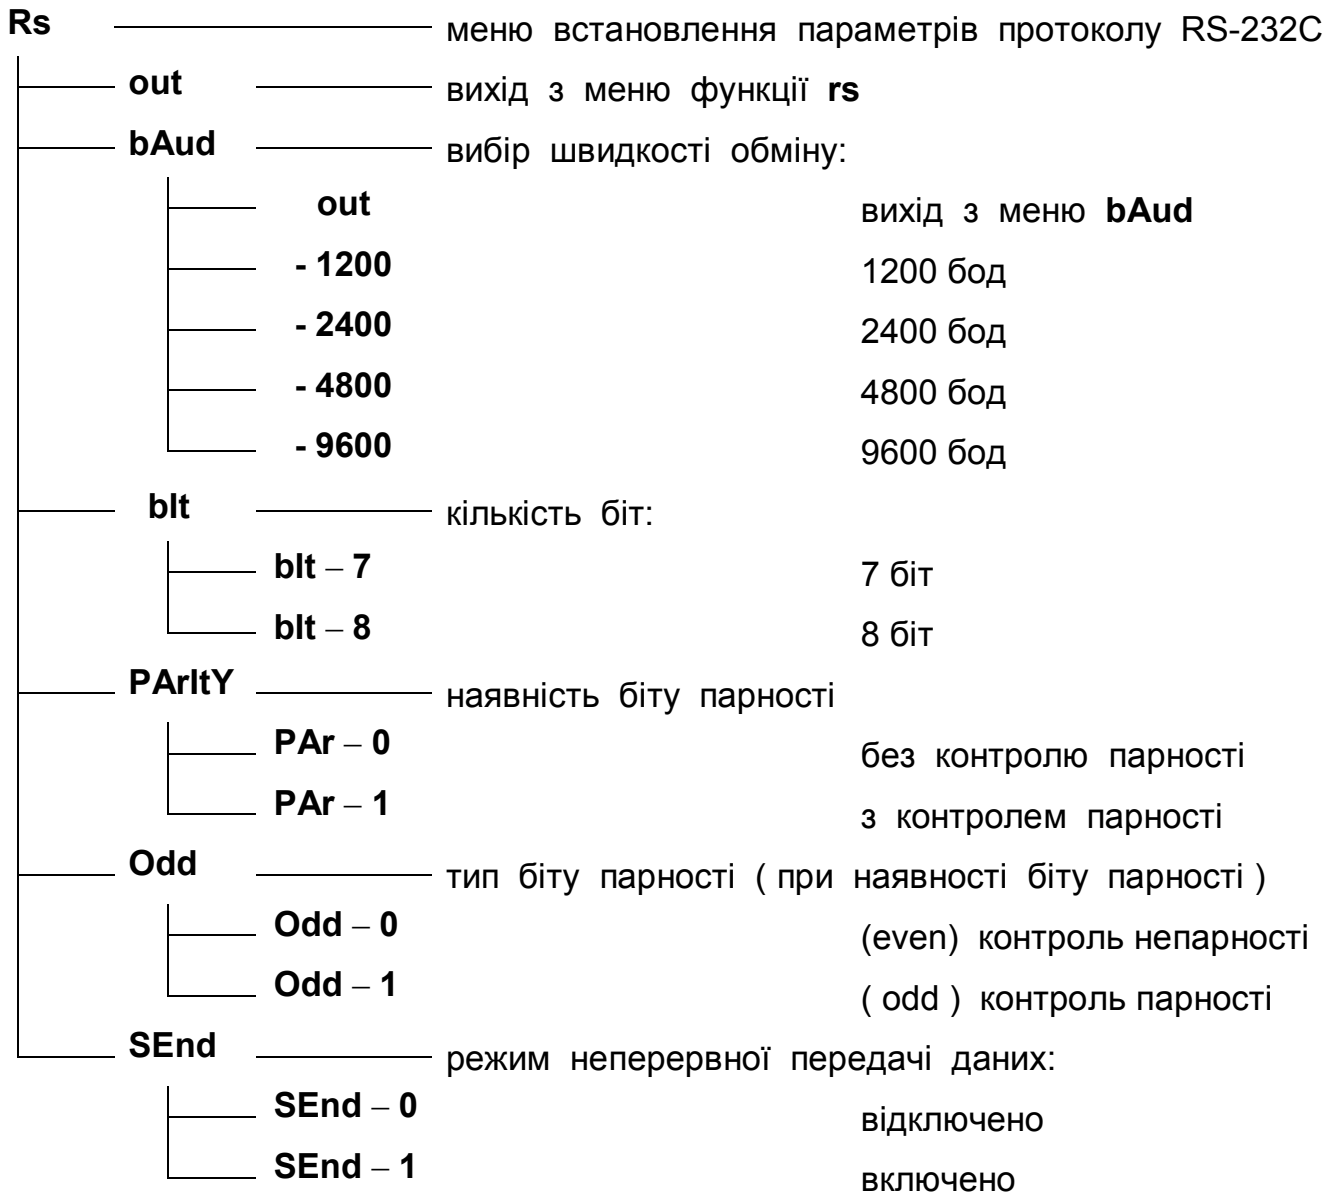 Rs меню встановлення параметрів протоколу RS-232C
out вихід з меню функції rs
bAud вибір швидкості обміну:
out вихід з меню bAud
- 1200 1200 бод
- 2400 2400 бод
- 4800 4800 бод
- 9600 9600 бод
bIt кількість біт:
bIt – 7 7 біт
bIt – 8 8 біт
PArItY наявність біту парності
PAr – 0 без контролю парності
PAr – 1 з контролем парності
Odd тип біту парності ( при наявності біту парності )
Odd – 0 (even) контроль непарності
Odd – 1 ( odd ) контроль парності
SEnd режим неперервної передачі даних:
SEnd – 0 відключено
SEnd – 1 включено